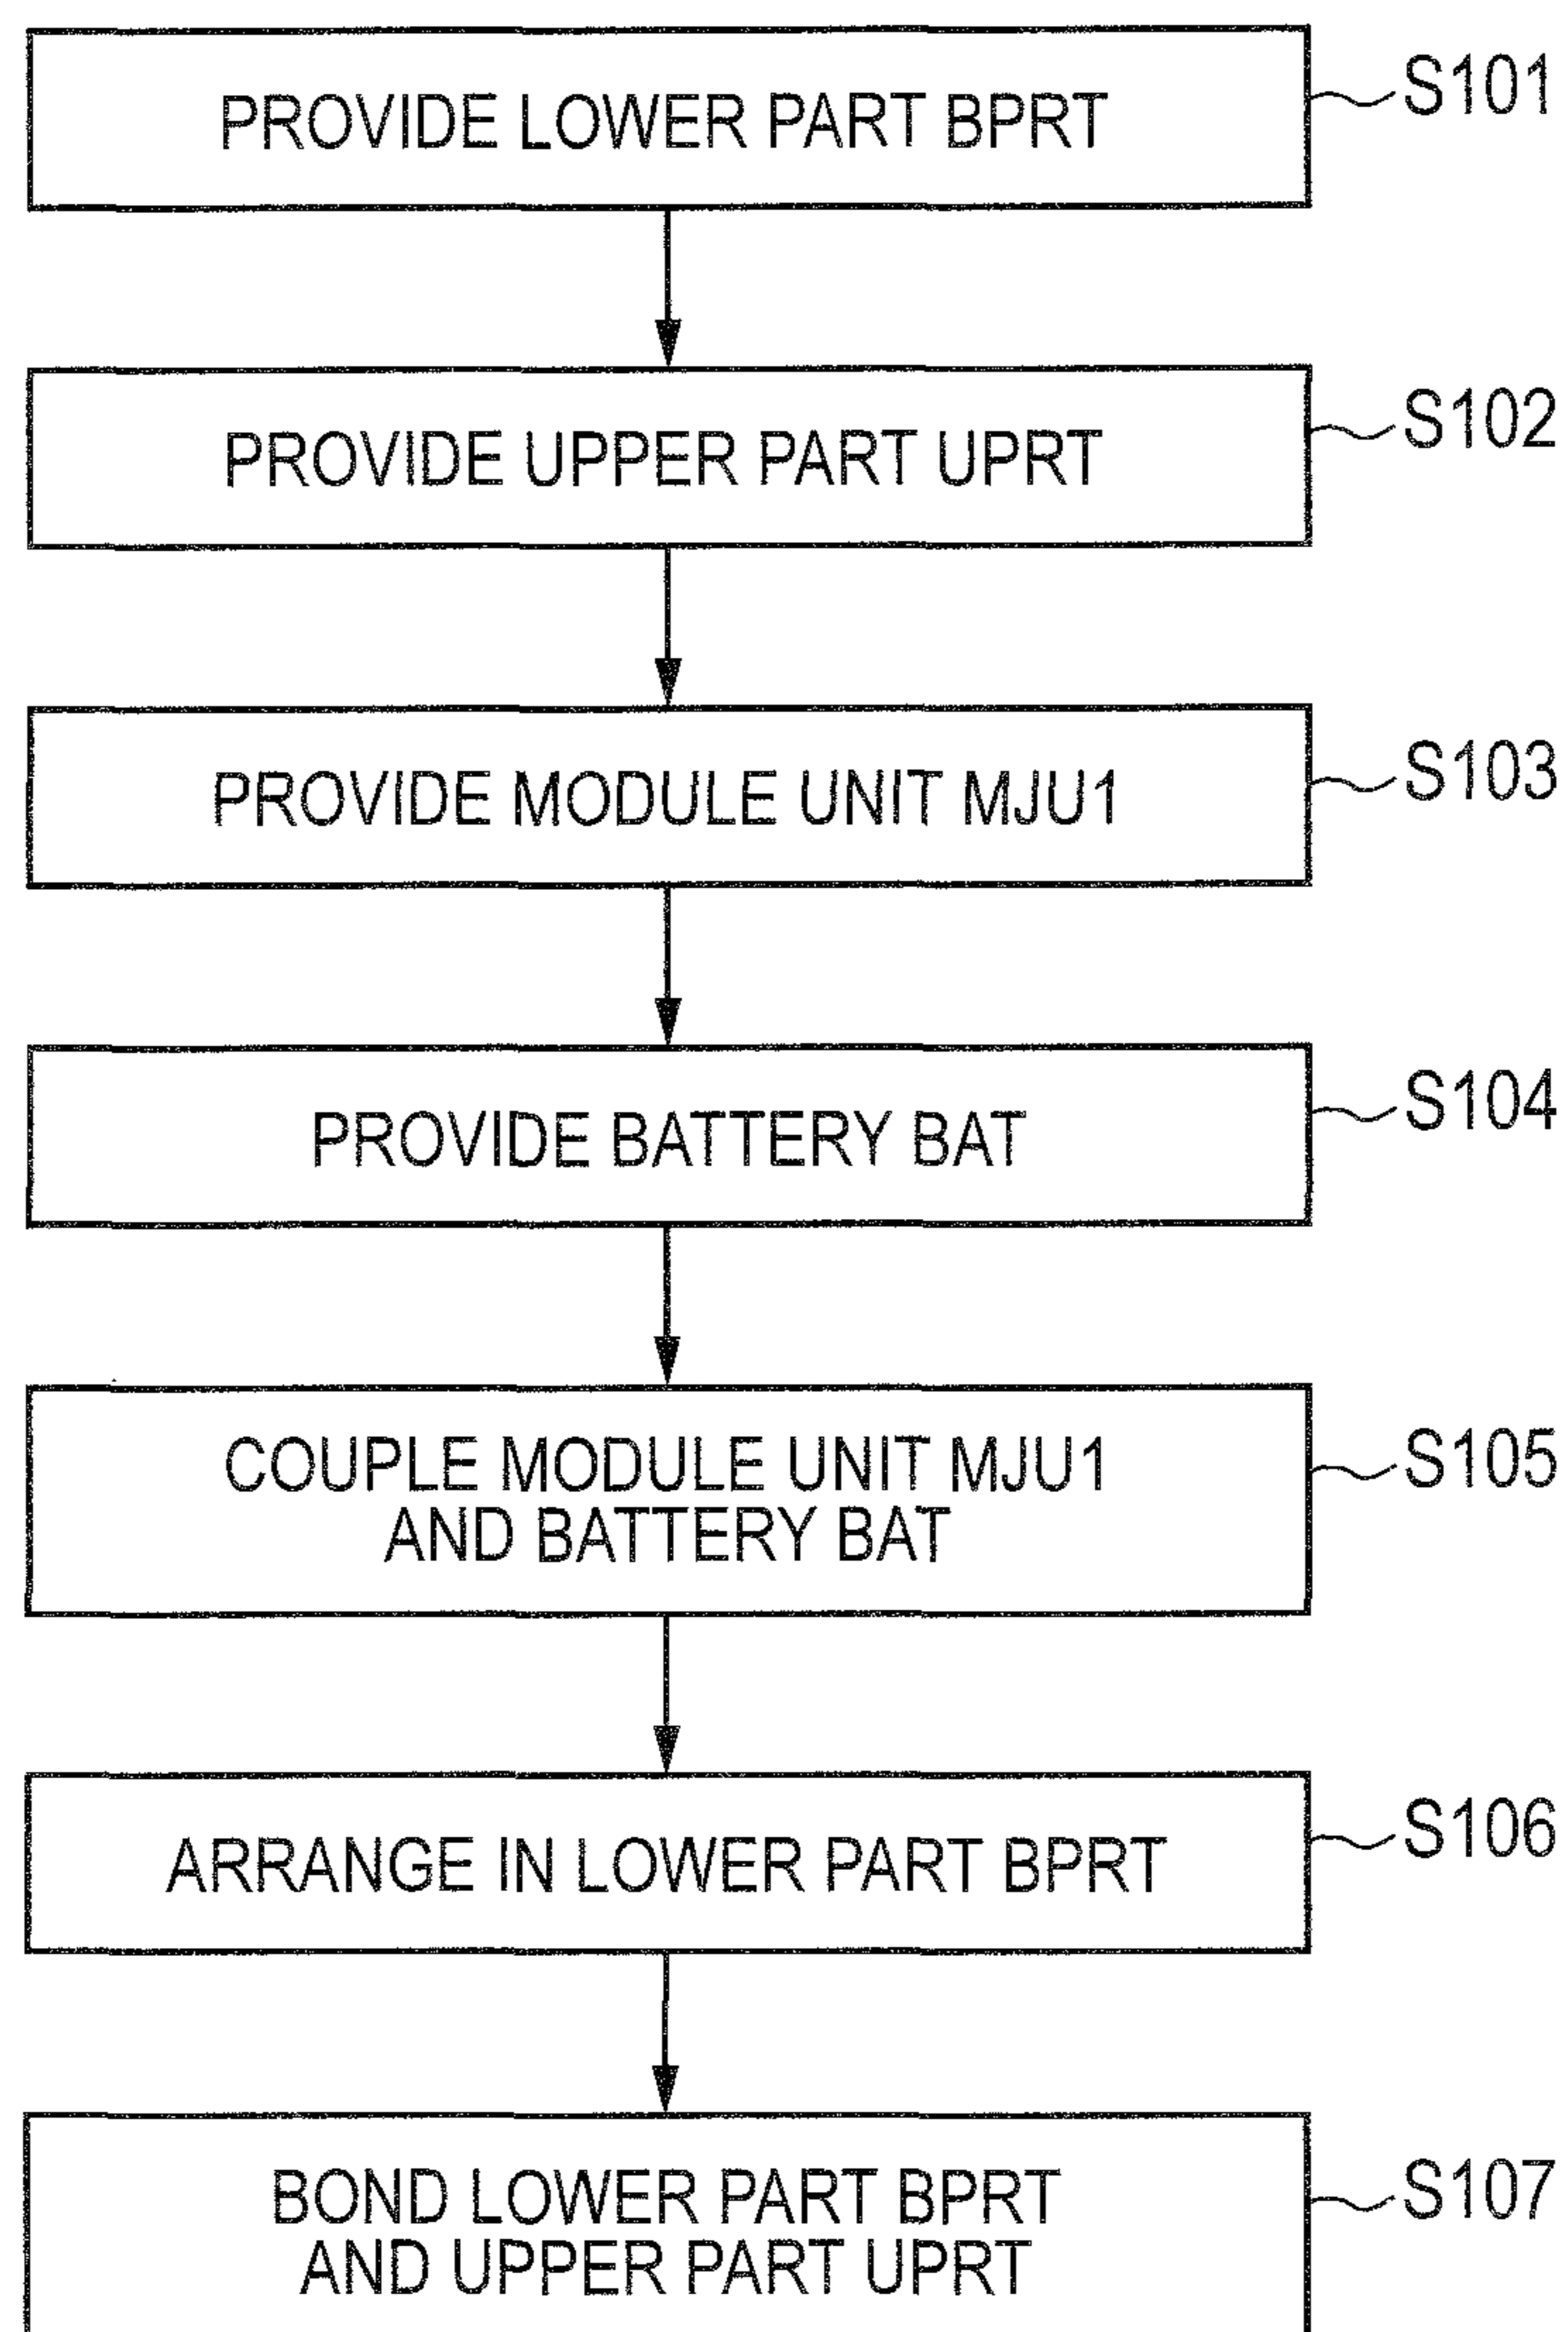 PROVIDE LOWER PART BPRT
S101
PROVIDE UPPER PART UPRT
S102
PROVIDE MODULE UNIT MJU1
S103
PROVIDE BATTERY BAT
S104
COUPLE MODULE UNIT MJU1
AND BATTERY BAT
S105
ARRANGE IN LOWER PART BPRT
S106
BOND LOWER PART BPRT
AND UPPER PART UPRT
S107